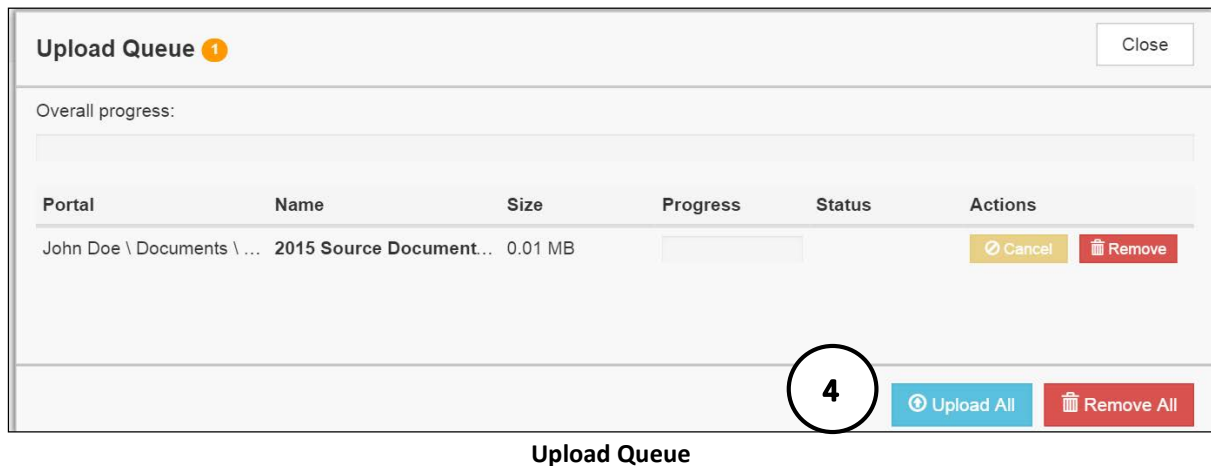 Upload Queue 1
Close
Overall progress:
Portal Name Size Progress Status Actions
John Doe \ Documents \ ... 2015 Source Document... 0.01 MB Cancel Remove
4 Upload All Remove All
Upload Queue